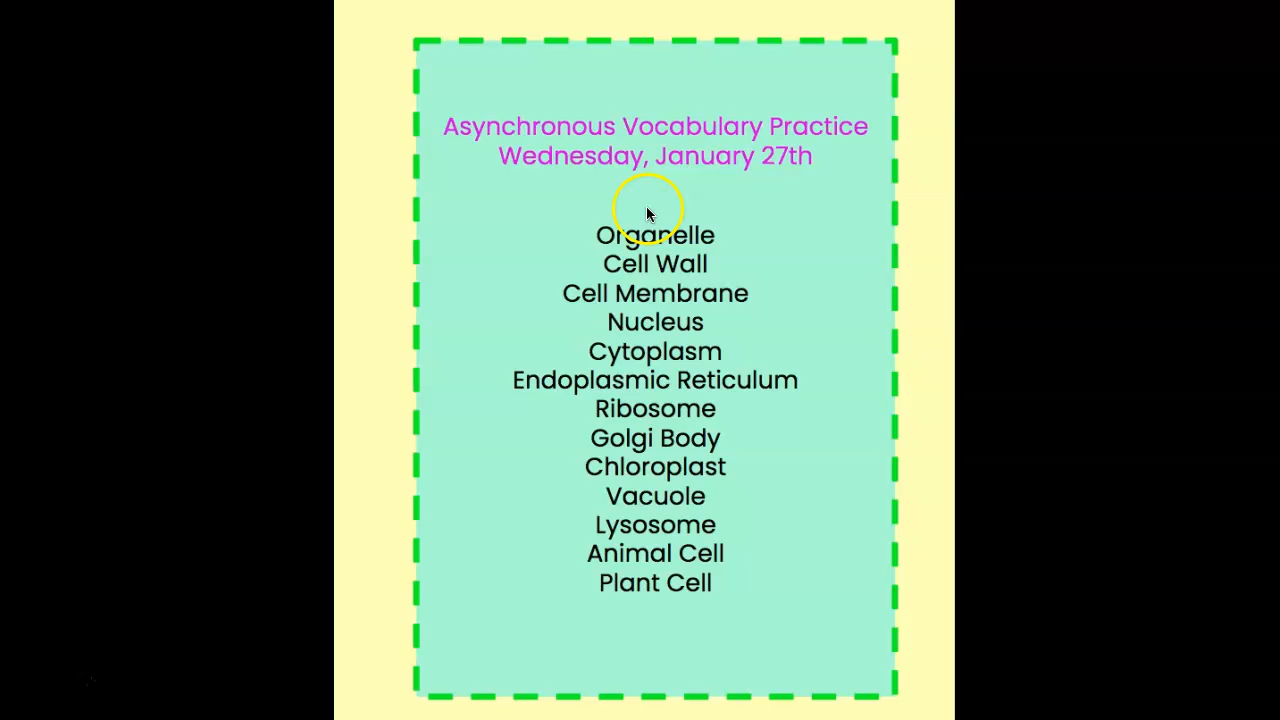 Asynchronous Vocabulary Practice
Wednesday, January 27th
Organelle
Cell Wall
Cell Membrane
Nucleus
Cytoplasm
Endoplasmic Reticulum
Ribosome
Golgi Body
Chloroplast
Vacuole
Lysosome
Animal Cell
Plant Cell